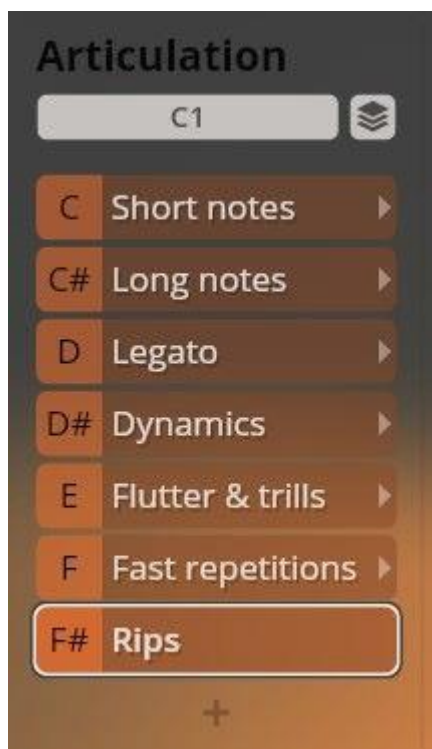 Articulation
C1
C Short notes
C# Long notes
D Legato
D# Dynamics
E Flutter & trills
F Fast repetitions
F# Rips
+